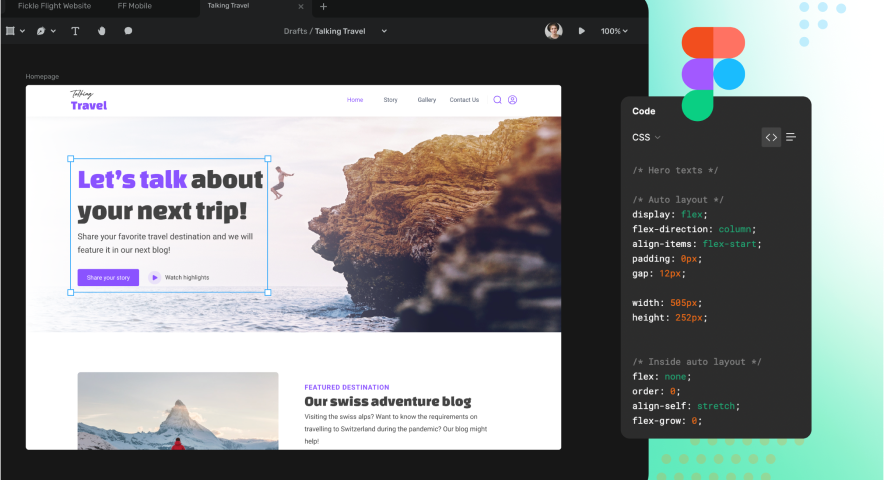 Fickle Flight Website FF Mobile Talking Travel × +
T Drafts / Talking Travel 100%
Homepage
Talking
Travel
Home Story Gallery Contact Us
Let's talk about
your next trip!
Share your favorite travel destination and we will
feature it in our next blog!
Share your story Watch highlights
FEATURED DESTINATION
Our swiss adventure blog
Visiting the swiss alps? Want to know the requirements on
travelling to Switzerland during the pandemic? Our blog might
help!
Code
CSS <>
/* Hero texts */
/* Auto layout */
display: flex;
flex-direction: column;
align-items: flex-start;
padding: 0px;
gap: 12px;
width: 505px;
height: 252px;
/* Inside auto layout */
flex: none;
order: 0;
align-self: stretch;
flex-grow: 0;